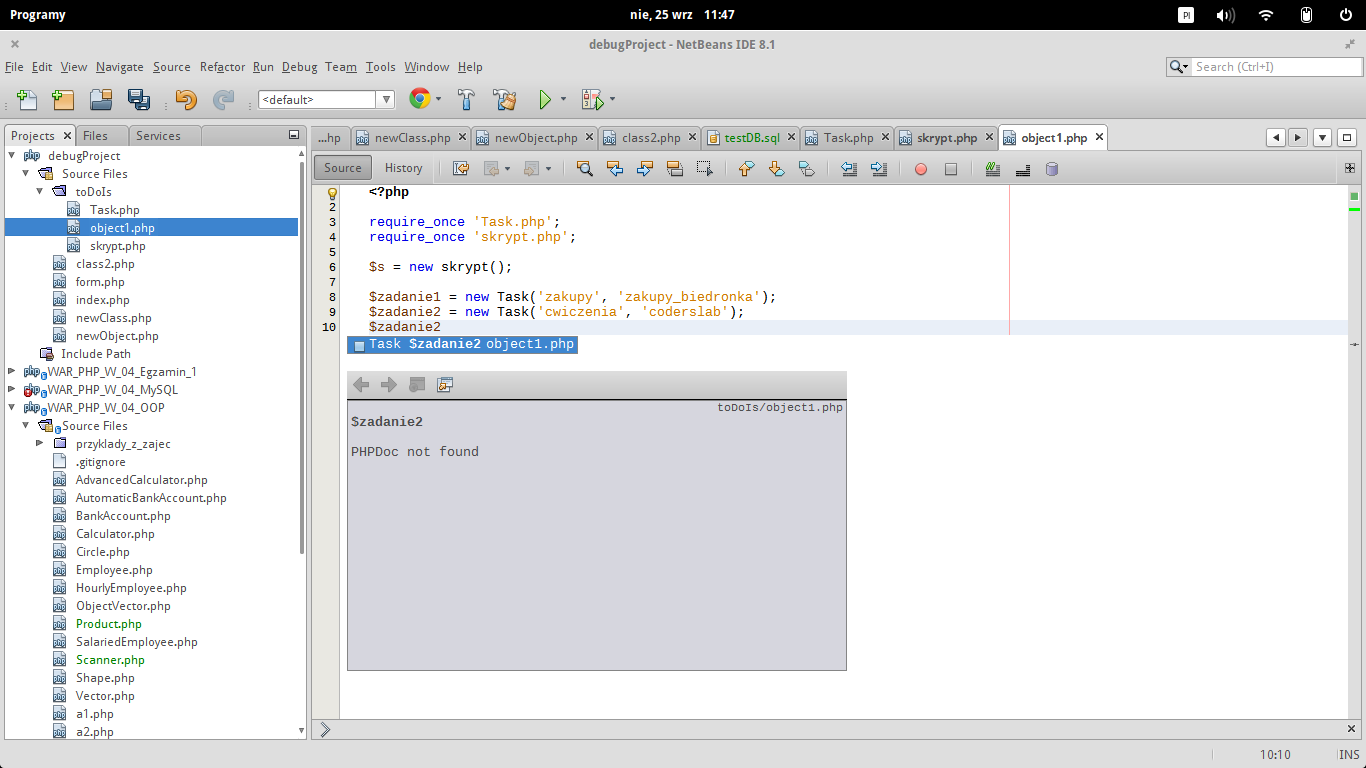 Programy
nie, 25 wrz 11:47
Pl
debugProject - NetBeans IDE 8.1
File Edit View Navigate Source Refactor Run Debug Team Tools Window Help
Search (Ctrl+I)
<default>
Projects Files Services
...hp newClass.php newObject.php class2.php testDB.sql Task.php skrypt.php object1.php
Source History
debugProject
Source Files
toDoIs
Task.php
object1.php
skrypt.php
class2.php
form.php
index.php
newClass.php
newObject.php
Include Path
WAR_PHP_W_04_Egzamin_1
WAR_PHP_W_04_MySQL
WAR_PHP_W_04_OOP
Source Files
przyklady_z_zajec
.gitignore
AdvancedCalculator.php
AutomaticBankAccount.php
BankAccount.php
Calculator.php
Circle.php
Employee.php
HourlyEmployee.php
ObjectVector.php
Product.php
SalariedEmployee.php
Scanner.php
Shape.php
Vector.php
a1.php
a2.php
<?php
2
3 require_once 'Task.php';
4 require_once 'skrypt.php';
5
6 $s = new skrypt();
7
8 $zadanie1 = new Task('zakupy', 'zakupy_biedronka');
9 $zadanie2 = new Task('cwiczenia', 'coderslab');
10 $zadanie2
Task $zadanie2 object1.php
toDoIs/object1.php
$zadanie2
PHPDoc not found
10:10 INS